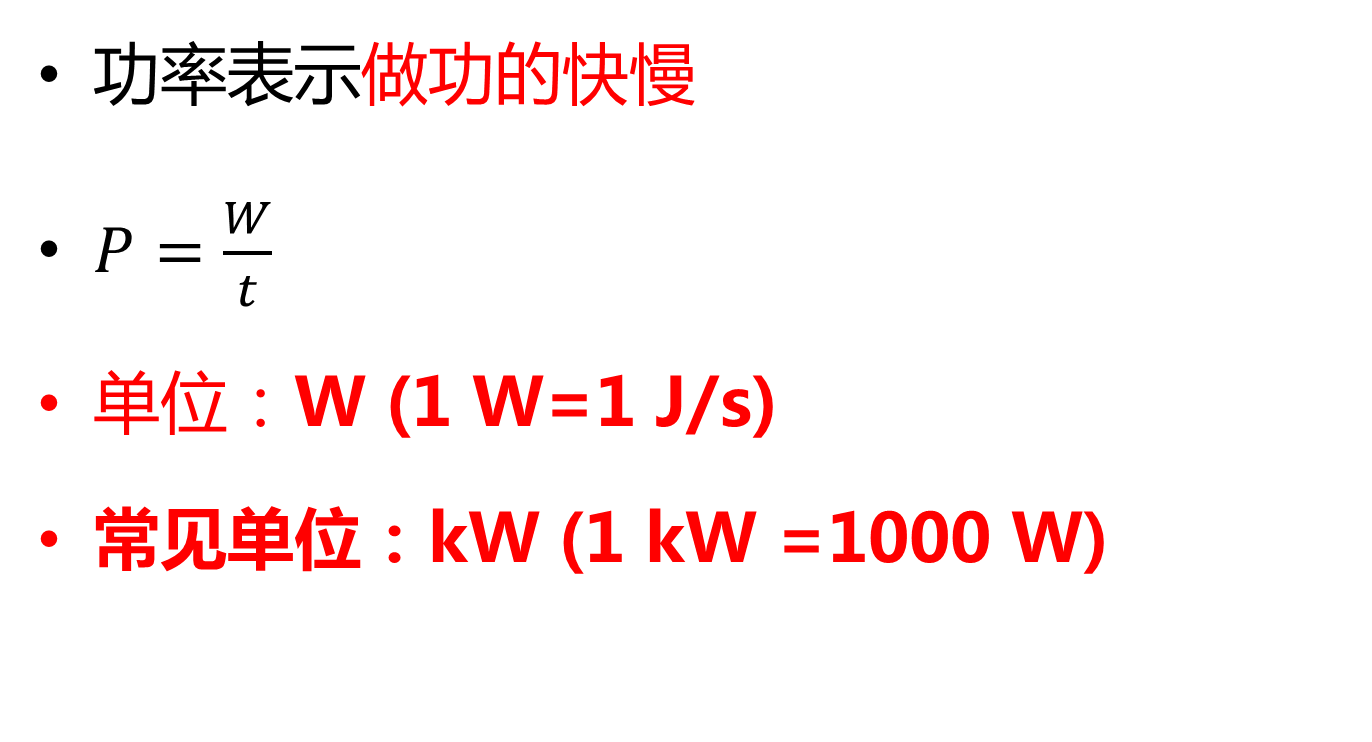 • 功率表示做功的快慢
• P = W/t
• 单位：W (1 W=1 J/s)
• 常见单位：kW (1 kW =1000 W)